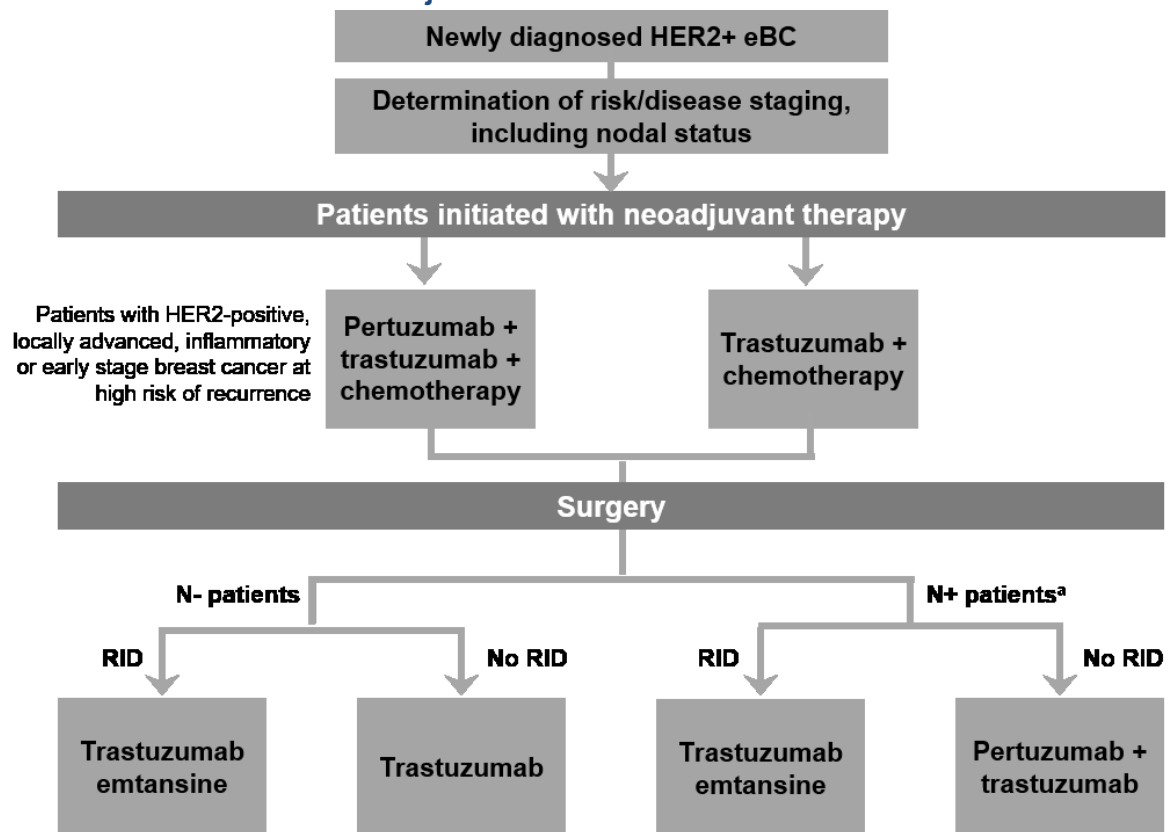 Newly diagnosed HER2+ eBC
Determination of risk/disease staging,
including nodal status
Patients initiated with neoadjuvant therapy
Patients with HER2-positive,
locally advanced, inflammatory
or early stage breast cancer at
high risk of recurrence
Pertuzumab +
trastuzumab +
chemotherapy
Trastuzumab +
chemotherapy
Surgery
N- patients
N+ patientsᵃ
RID
No RID
RID
No RID
Trastuzumab
emtansine
Trastuzumab
Trastuzumab
emtansine
Pertuzumab +
trastuzumab